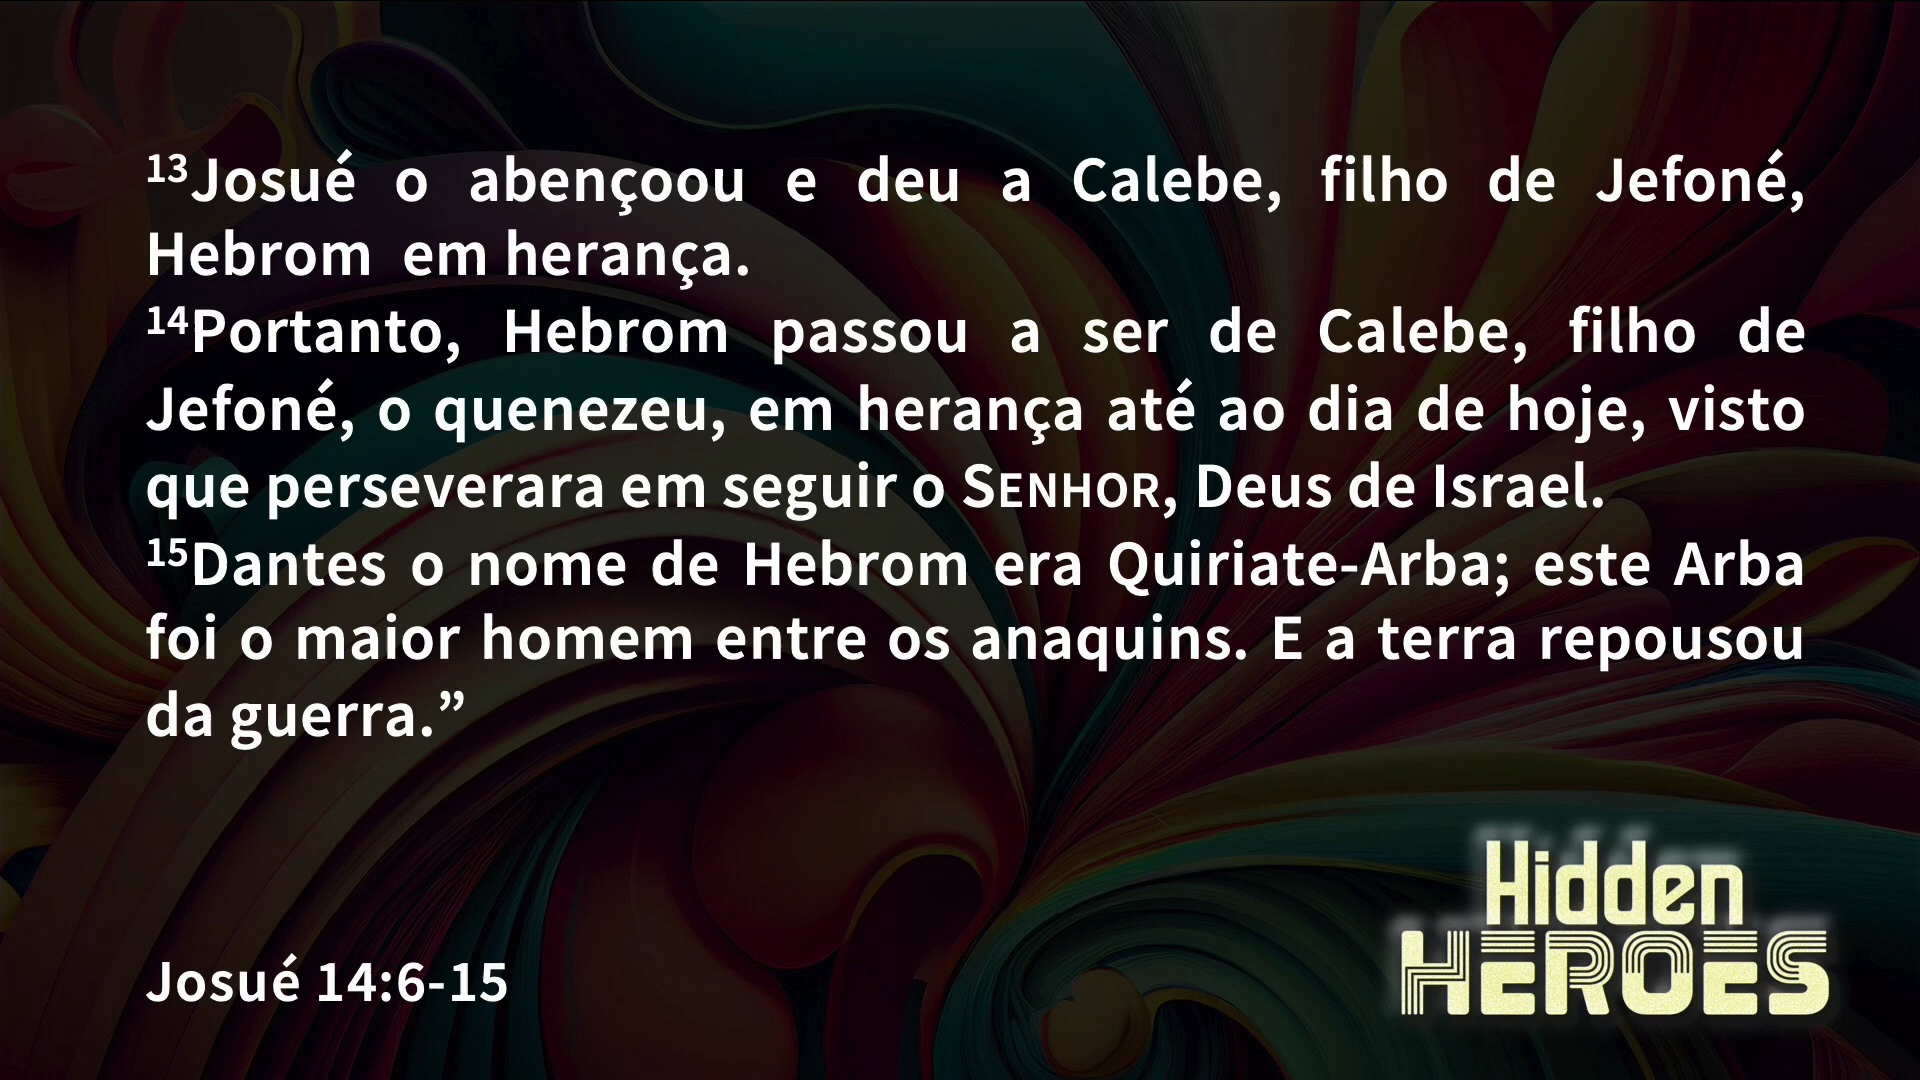 ¹³Josué o abençoou e deu a Calebe, filho de Jefoné,
Hebrom em herança.
¹⁴Portanto, Hebrom passou a ser de Calebe, filho de
Jefoné, o quenezeu, em herança até ao dia de hoje, visto
que perseverara em seguir o SENHOR, Deus de Israel.
¹⁵Dantes o nome de Hebrom era Quiriate-Arba; este Arba
foi o maior homem entre os anaquins. E a terra repousou
da guerra.”
Hidden
HEROES
Josué 14:6-15